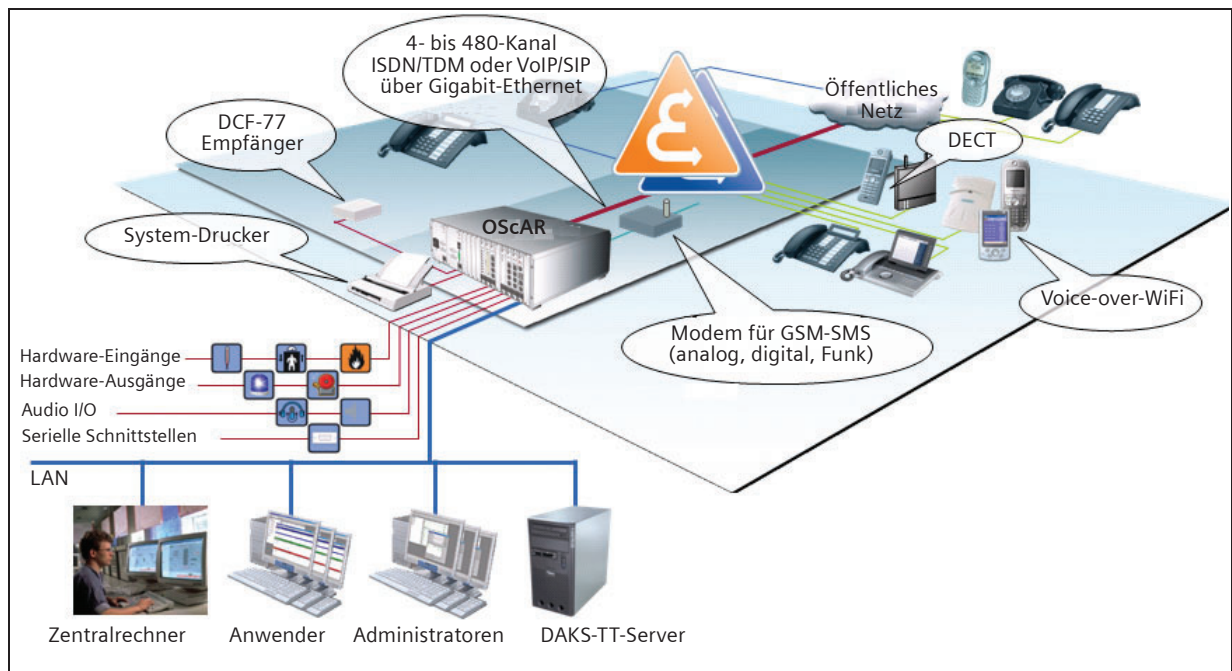 4- bis 480-Kanal
ISDN/TDM oder VoIP/SIP
über Gigabit-Ethernet
Öffentliches
Netz
DCF-77
Empfänger
DECT
System-Drucker
OScAR
Voice-over-WiFi
Modem für GSM-SMS
(analog, digital, Funk)
Hardware-Eingänge
Hardware-Ausgänge
Audio I/O
Serielle Schnittstellen
LAN
Zentralrechner
Anwender
Administratoren
DAKS-TT-Server